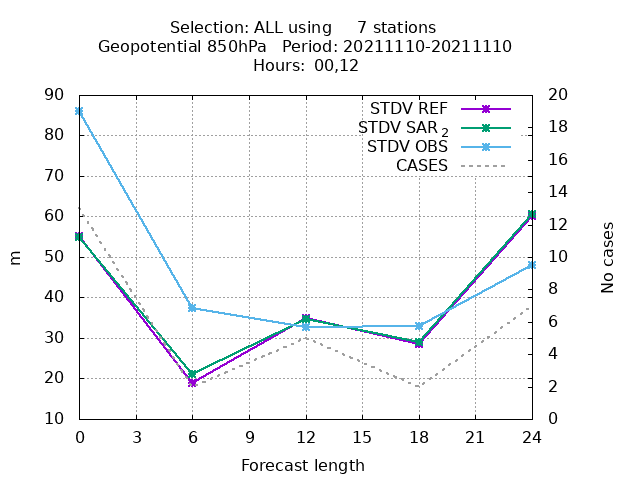 Selection: ALL using     7 stations
Geopotential 850hPa   Period: 20211110-20211110
Hours:  00,12
90 20
STDV REF
80 18
STDV SAR 2
STDV OBS
70 16
CASES
14
60 12
50 10
m
No cases
40 8
6
30 4
20 2
10 0
0 3 6 9 12 15 18 21 24
Forecast length